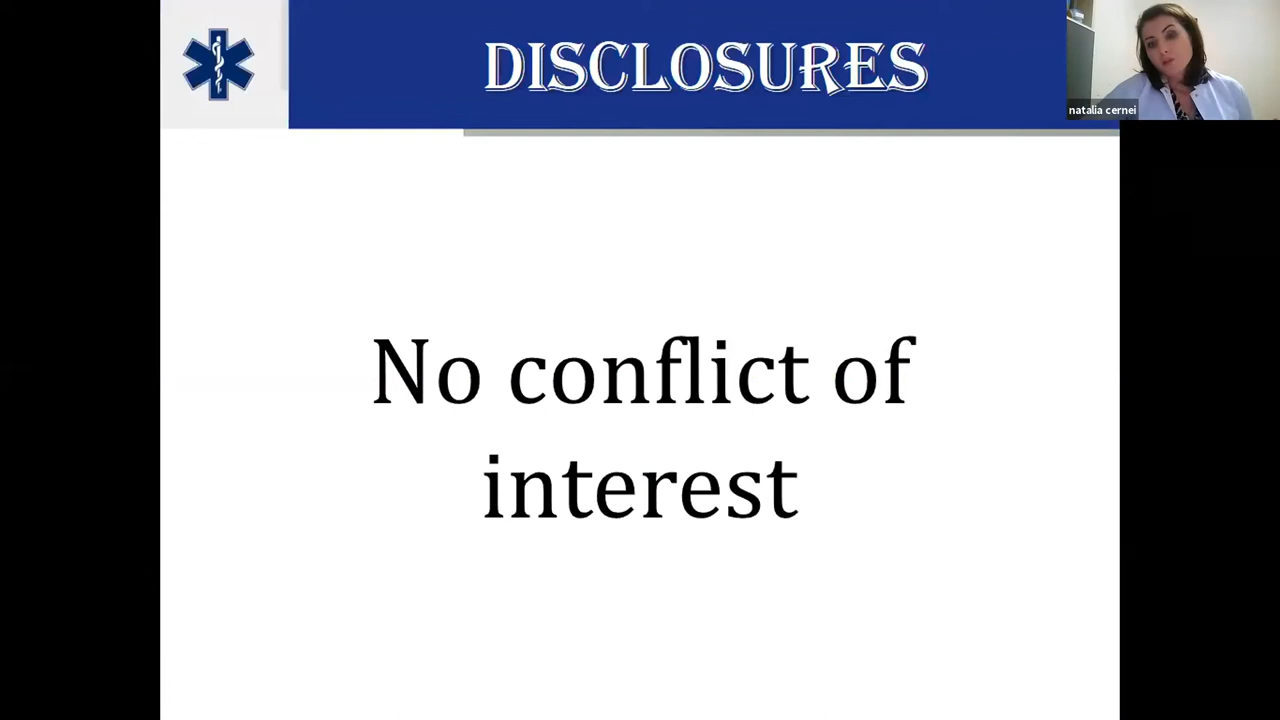 DISCLOSURES
natalia cernei
No conflict of
interest